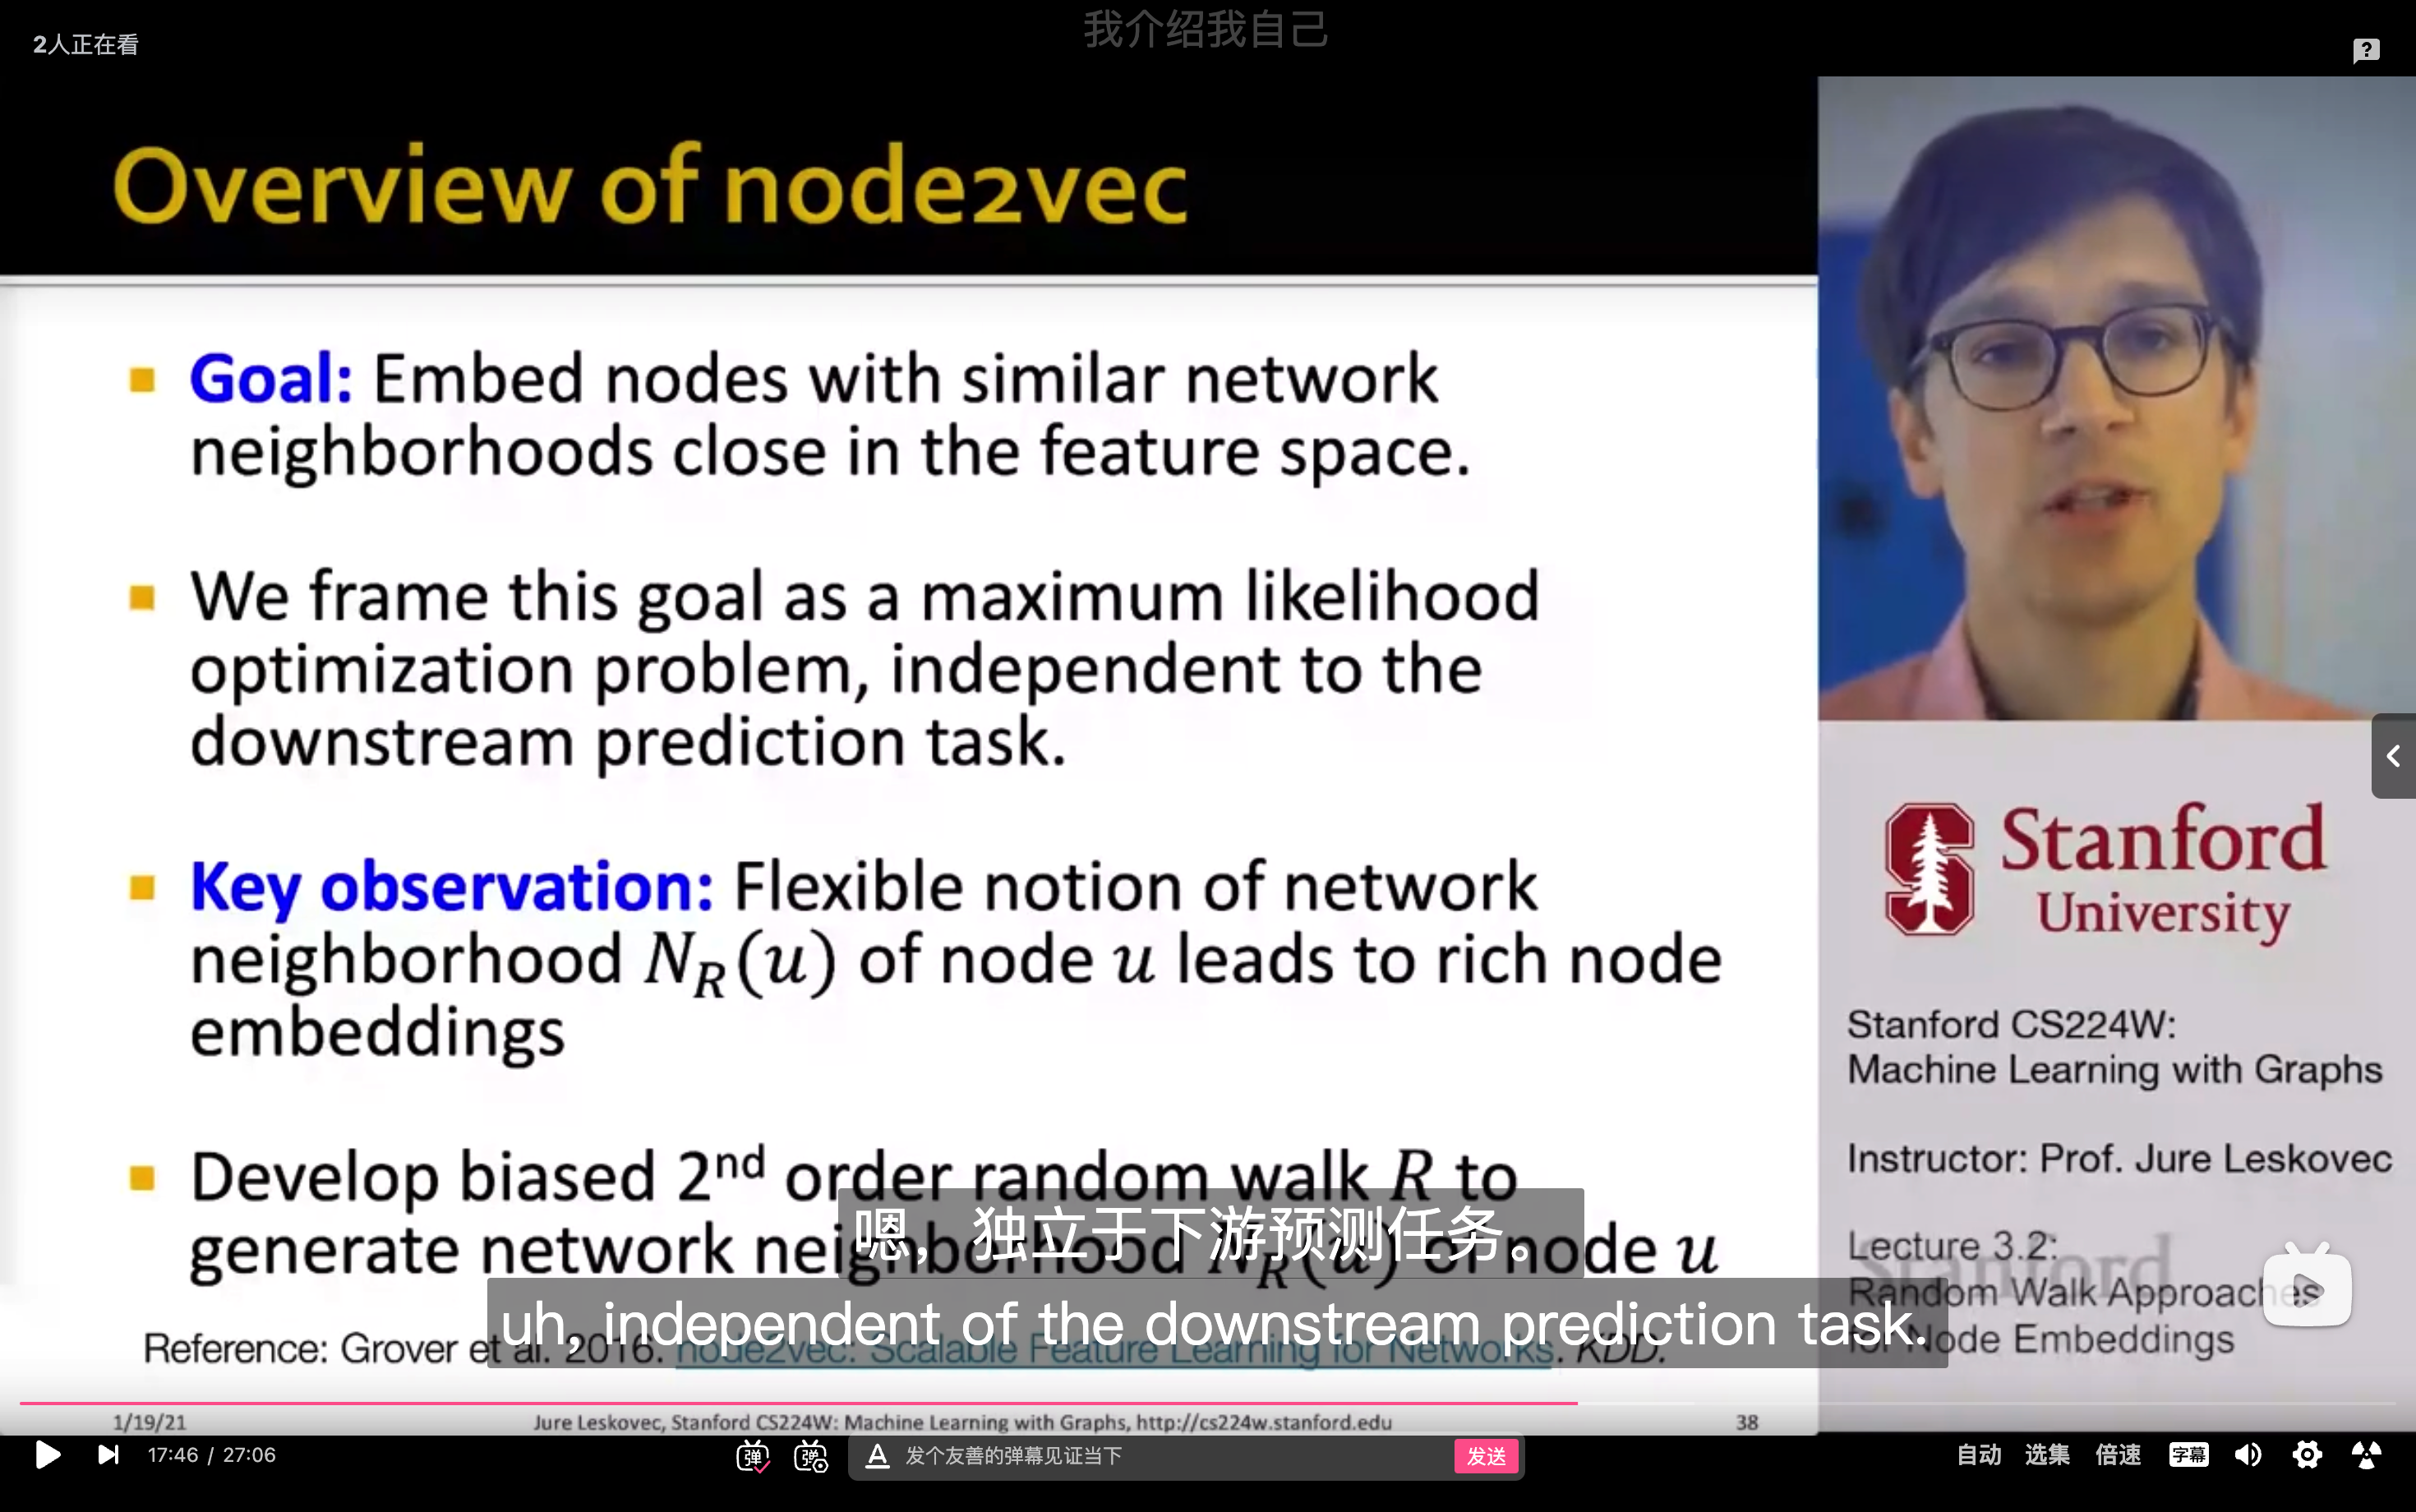 我介绍我自己
2人正在看
Overview of node2vec
Goal: Embed nodes with similar network
neighborhoods close in the feature space.
We frame this goal as a maximum likelihood
optimization problem, independent to the
downstream prediction task.
Key observation: Flexible notion of network
neighborhood N_R(u) of node u leads to rich node
embeddings
Develop biased 2nd order random walk R to
generate network neighborhood N_R(u) of node u
Reference: Grover et al. 2016. node2vec: Scalable Feature Learning for Networks. KDD.
嗯，独立于下游预测任务。
uh, independent of the downstream prediction task.
1/19/21
Jure Leskovec, Stanford CS224W: Machine Learning with Graphs, http://cs224w.stanford.edu
38
Stanford
University
Stanford CS224W:
Machine Learning with Graphs
Instructor: Prof. Jure Leskovec
Lecture 3.2:
Random Walk Approaches
for Node Embeddings
Stanford
17:46 / 27:06
弹
弹
A 发个友善的弹幕见证当下
发送
自动
选集
倍速
字幕